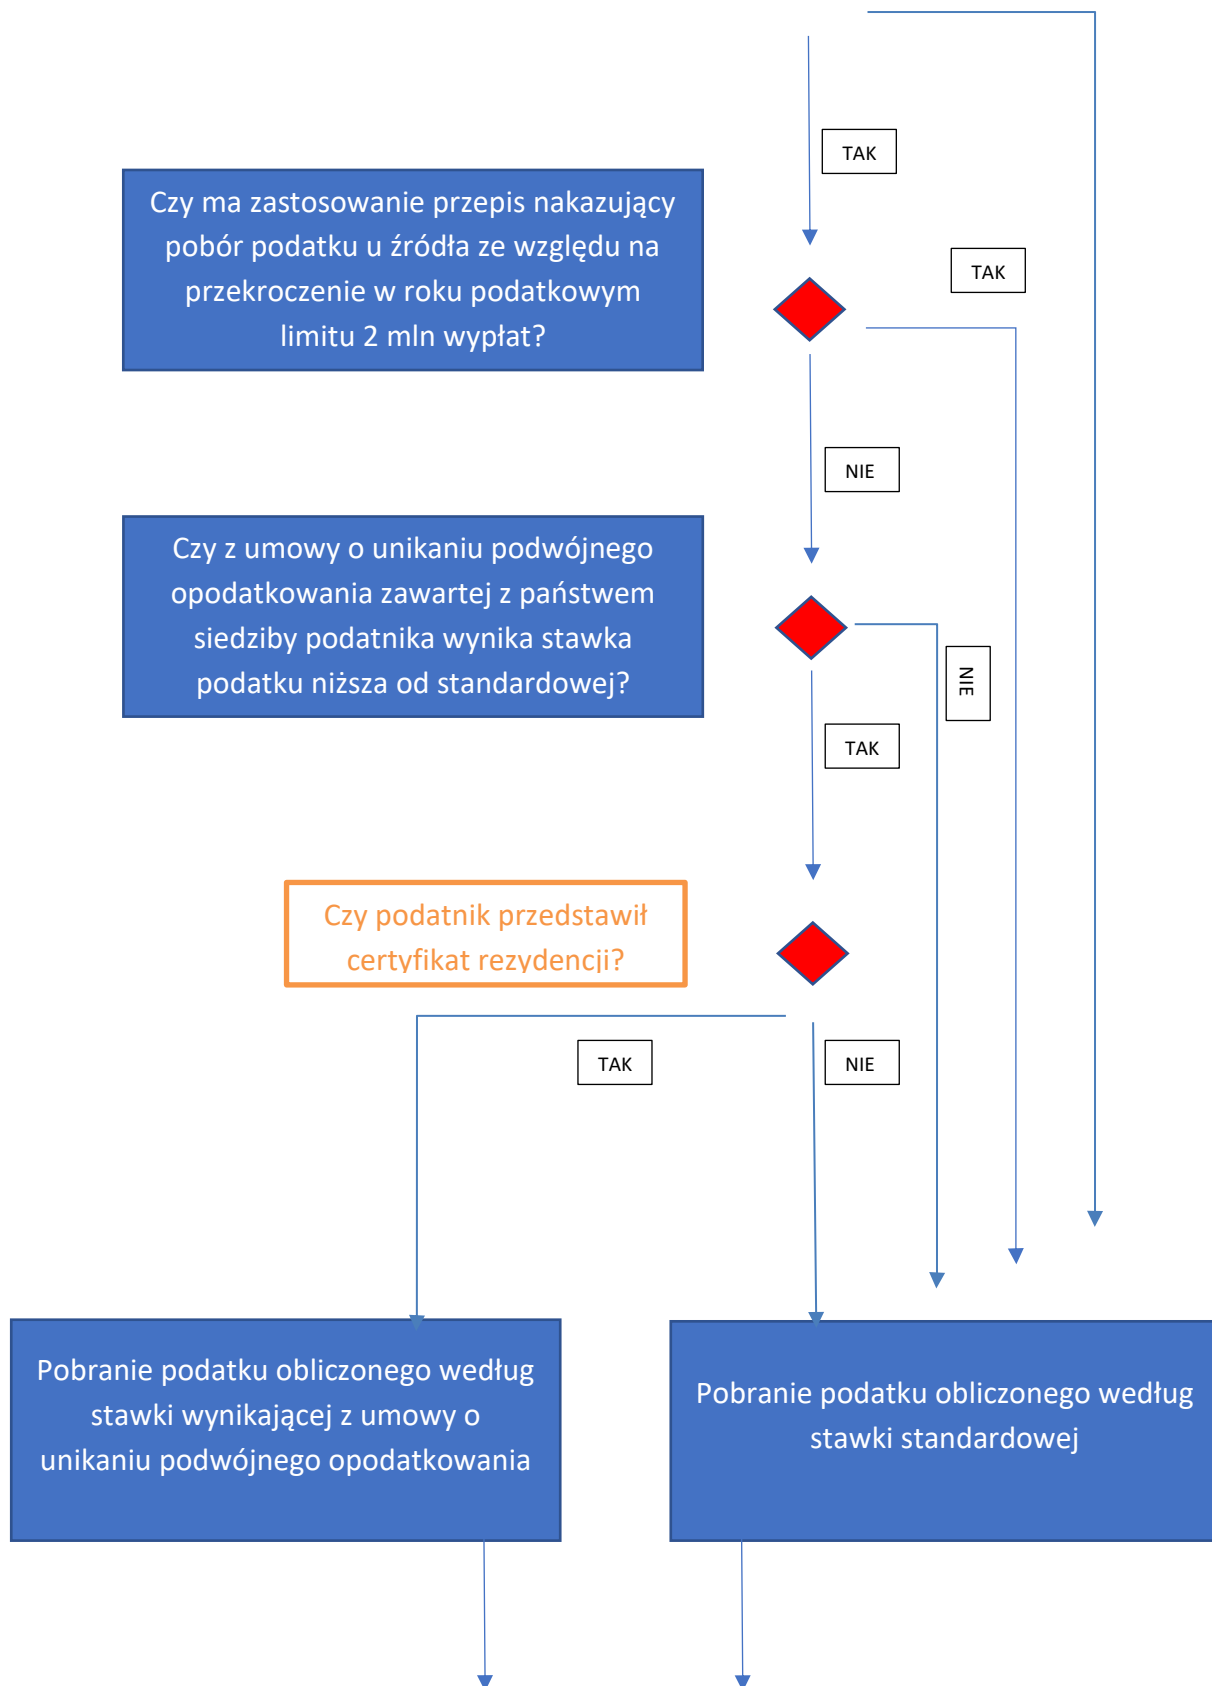 TAK
Czy ma zastosowanie przepis nakazujący
pobór podatku u źródła ze względu na
przekroczenie w roku podatkowym
limitu 2 mln wypłat?
TAK
NIE
Czy z umowy o unikaniu podwójnego
opodatkowania zawartej z państwem
siedziby podatnika wynika stawka
podatku niższa od standardowej?
NIE
TAK
Czy podatnik przedstawił
certyfikat rezydencji?
TAK
NIE
Pobranie podatku obliczonego według
stawki wynikającej z umowy o
unikaniu podwójnego opodatkowania
Pobranie podatku obliczonego według
stawki standardowej